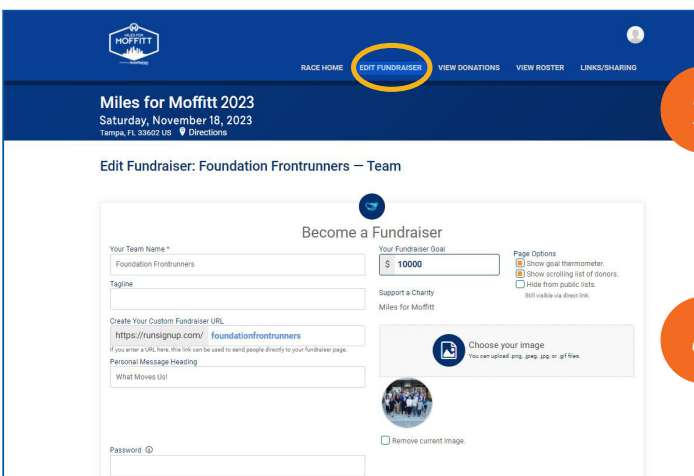 MILES FOR
MOFFITT
RACE HOME EDIT FUNDRAISER VIEW DONATIONS VIEW ROSTER LINKS/SHARING
Miles for Moffitt 2023
Saturday, November 18, 2023
Tampa, FL 33602 US Directions
Edit Fundraiser: Foundation Frontrunners — Team
Become a Fundraiser
Your Team Name *
Foundation Frontrunners
Tagline
Create Your Custom Fundraiser URL
https://runsignup.com/ foundationfrontrunners
If you enter a URL here, this link can be used to send people directly to your fundraiser page.
Personal Message Heading
What Moves Us!
Password
Your Fundraiser Goal
$ 10000
Support a Charity
Miles for Moffitt
Page Options
Show goal thermometer.
Show scrolling list of donors.
Hide from public lists.
Still visible via direct link.
Choose your image
You can upload .png, .jpeg, .jpg, or .gif files.
Remove current image.